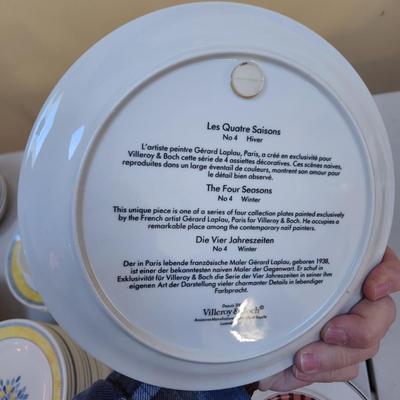 Les Quatre Saisons
No 4 Hiver
L'artiste peintre Gérard Laplau, Paris, a créé en exclusivité pour
Villeroy & Boch cette série de 4 assiettes décoratives. Ces scènes naives,
reproduites dans un large éventail de couleurs, montrent son amour pour
le détail bien observé.
The Four Seasons
No 4 Winter
This unique piece is one of a series of four collection plates painted exclusively
by the French artist Gérard Laplau, Paris for Villeroy & Boch. He occupies a
remarkable place among the contemporary naif painters.
Die Vier Jahreszeiten
No 4 Winter
Der in Paris lebende französische Maler Gérard Laplau, geboren 1938,
ist einer der bekanntesten naiven Maler der Gegenwart. Er schuf in
Exklusivität für Villeroy & Boch die Serie der Vier Jahreszeiten in seiner ihm
eigenen Art der Darstellung vieler charmanter Details in lebendiger
Farbpracht.
Depuis
Villeroy & Boch